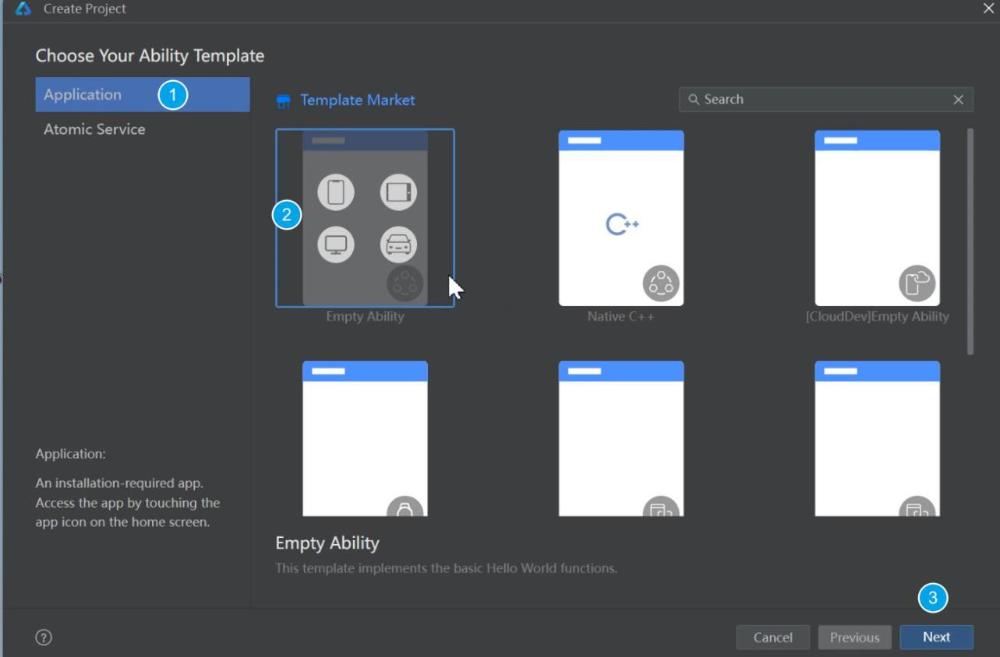 Create Project
Choose Your Ability Template
Application
1
Atomic Service
Template Market
Search
2
C++
Empty Ability
Native C++
[CloudDev]Empty Ability
Application:
An installation-required app.
Access the app by touching the
app icon on the home screen.
Empty Ability
This template implements the basic Hello World functions.
3
?
Cancel
Previous
Next